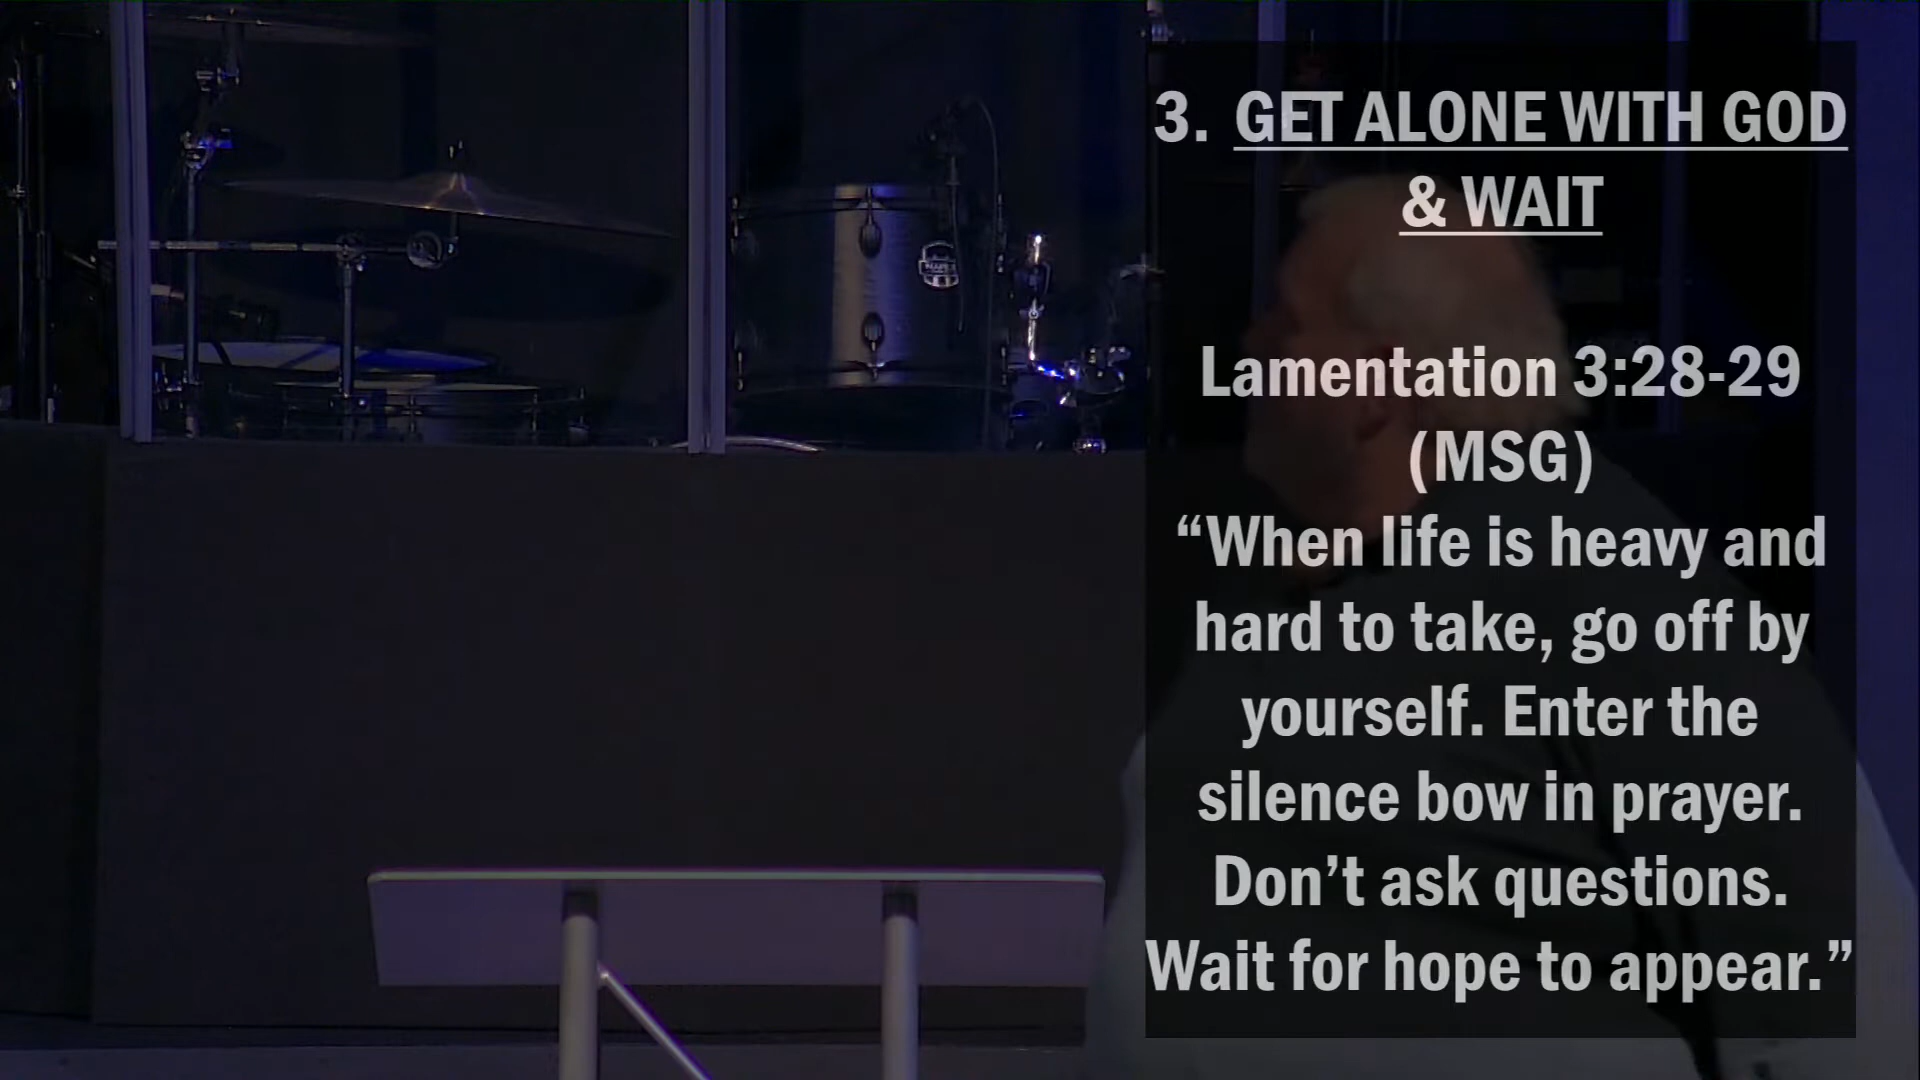 3. GET ALONE WITH GOD
& WAIT
Lamentation 3:28-29
(MSG)
“When life is heavy and
hard to take, go off by
yourself. Enter the
silence bow in prayer.
Don’t ask questions.
Wait for hope to appear.”